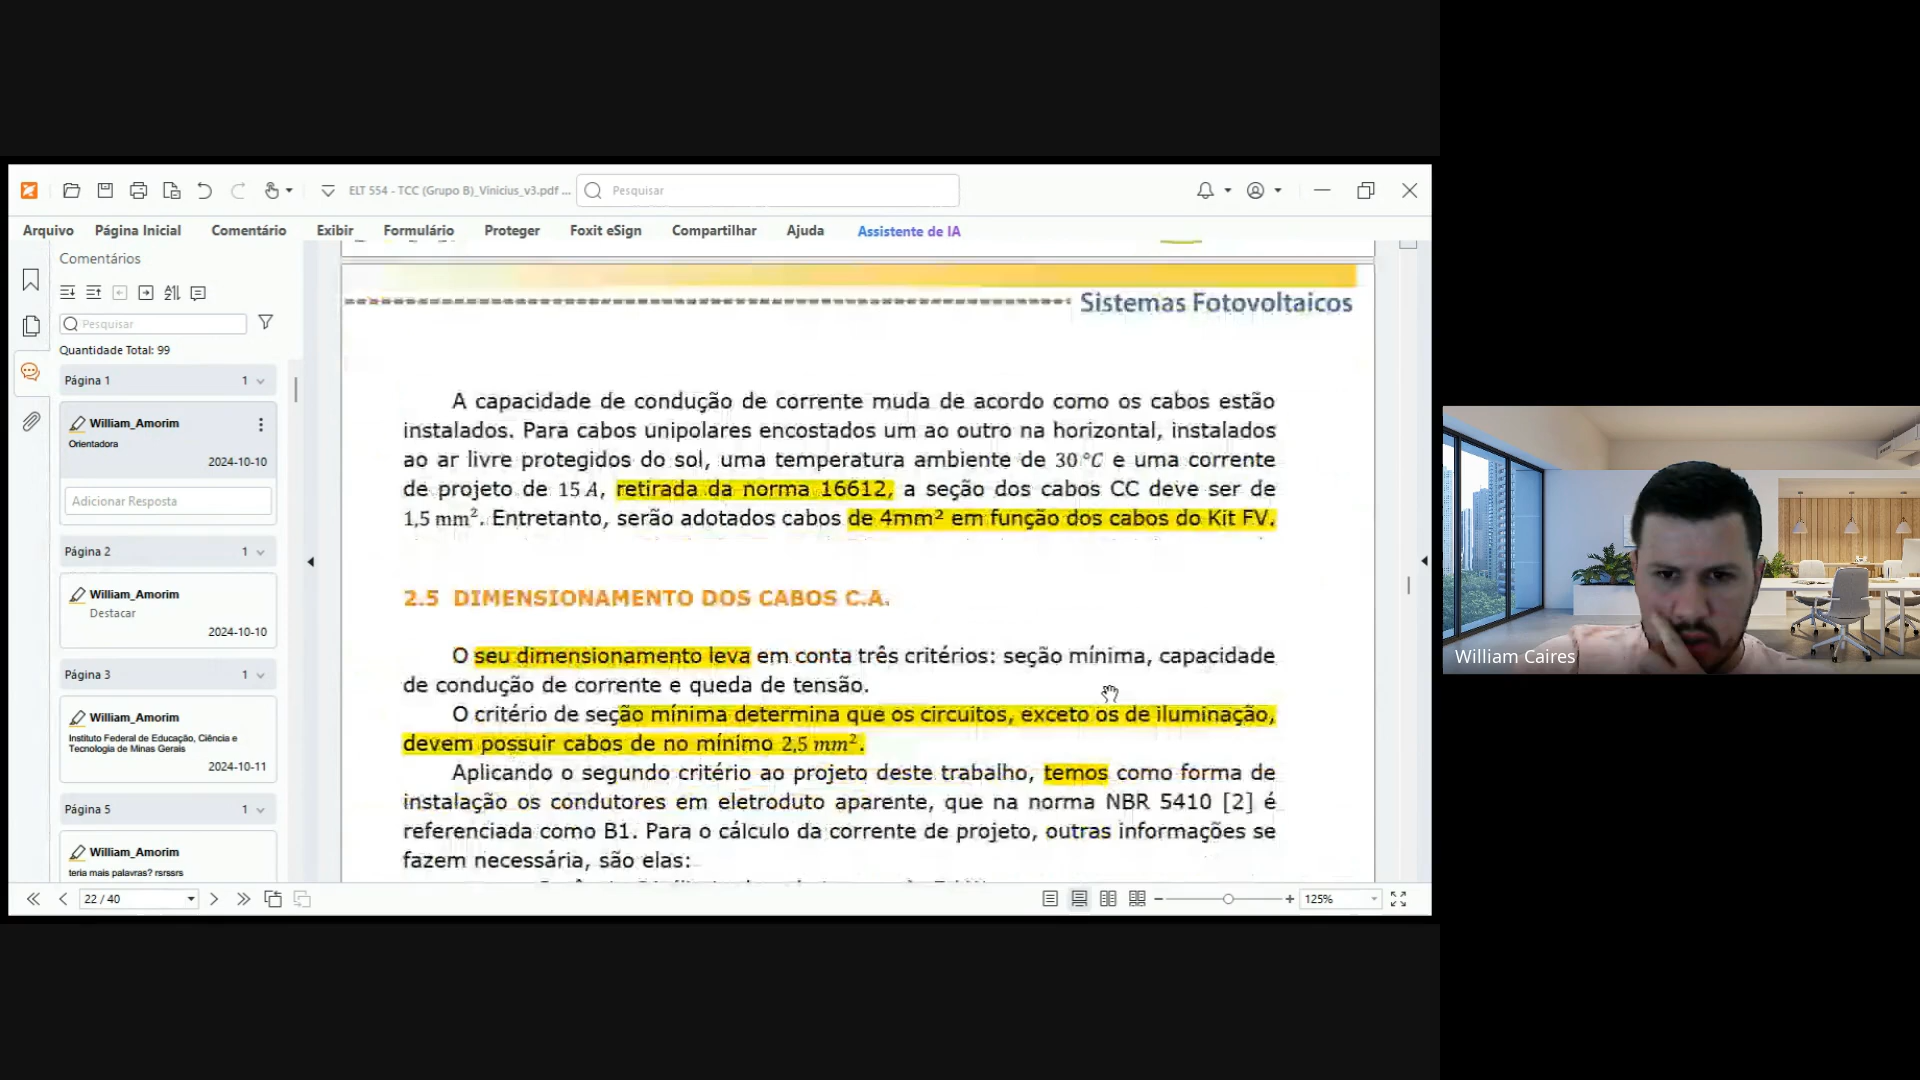 ELT 554 - TCC (Grupo B)_Vinicius_v3.pdf ...
Pesquisar
Arquivo Página Inicial Comentário Exibir Formulário Proteger Foxit eSign Compartilhar Ajuda Assistente de IA
Comentários
Pesquisar
Quantidade Total: 99
Página 1 1
William_Amorim
Orientadora
2024-10-10
Adicionar Resposta
Página 2 1
William_Amorim
Destacar
2024-10-10
Página 3 1
William_Amorim
Instituto Federal de Educação, Ciência e
Tecnologia de Minas Gerais
2024-10-11
Página 5 1
William_Amorim
teria mais palavras? rsrssrs
Sistemas Fotovoltaicos
A capacidade de condução de corrente muda de acordo como os cabos estão
instalados. Para cabos unipolares encostados um ao outro na horizontal, instalados
ao ar livre protegidos do sol, uma temperatura ambiente de 30 °C e uma corrente
de projeto de 15 A, retirada da norma 16612, a seção dos cabos CC deve ser de
1,5 mm². Entretanto, serão adotados cabos de 4mm² em função dos cabos do Kit FV.
2.5 DIMENSIONAMENTO DOS CABOS C.A.
O seu dimensionamento leva em conta três critérios: seção mínima, capacidade
de condução de corrente e queda de tensão.
O critério de seção mínima determina que os circuitos, exceto os de iluminação,
devem possuir cabos de no mínimo 2,5 mm².
Aplicando o segundo critério ao projeto deste trabalho, temos como forma de
instalação os condutores em eletroduto aparente, que na norma NBR 5410 [2] é
referenciada como B1. Para o cálculo da corrente de projeto, outras informações se
fazem necessária, são elas:
22 / 40
125%
William Caires